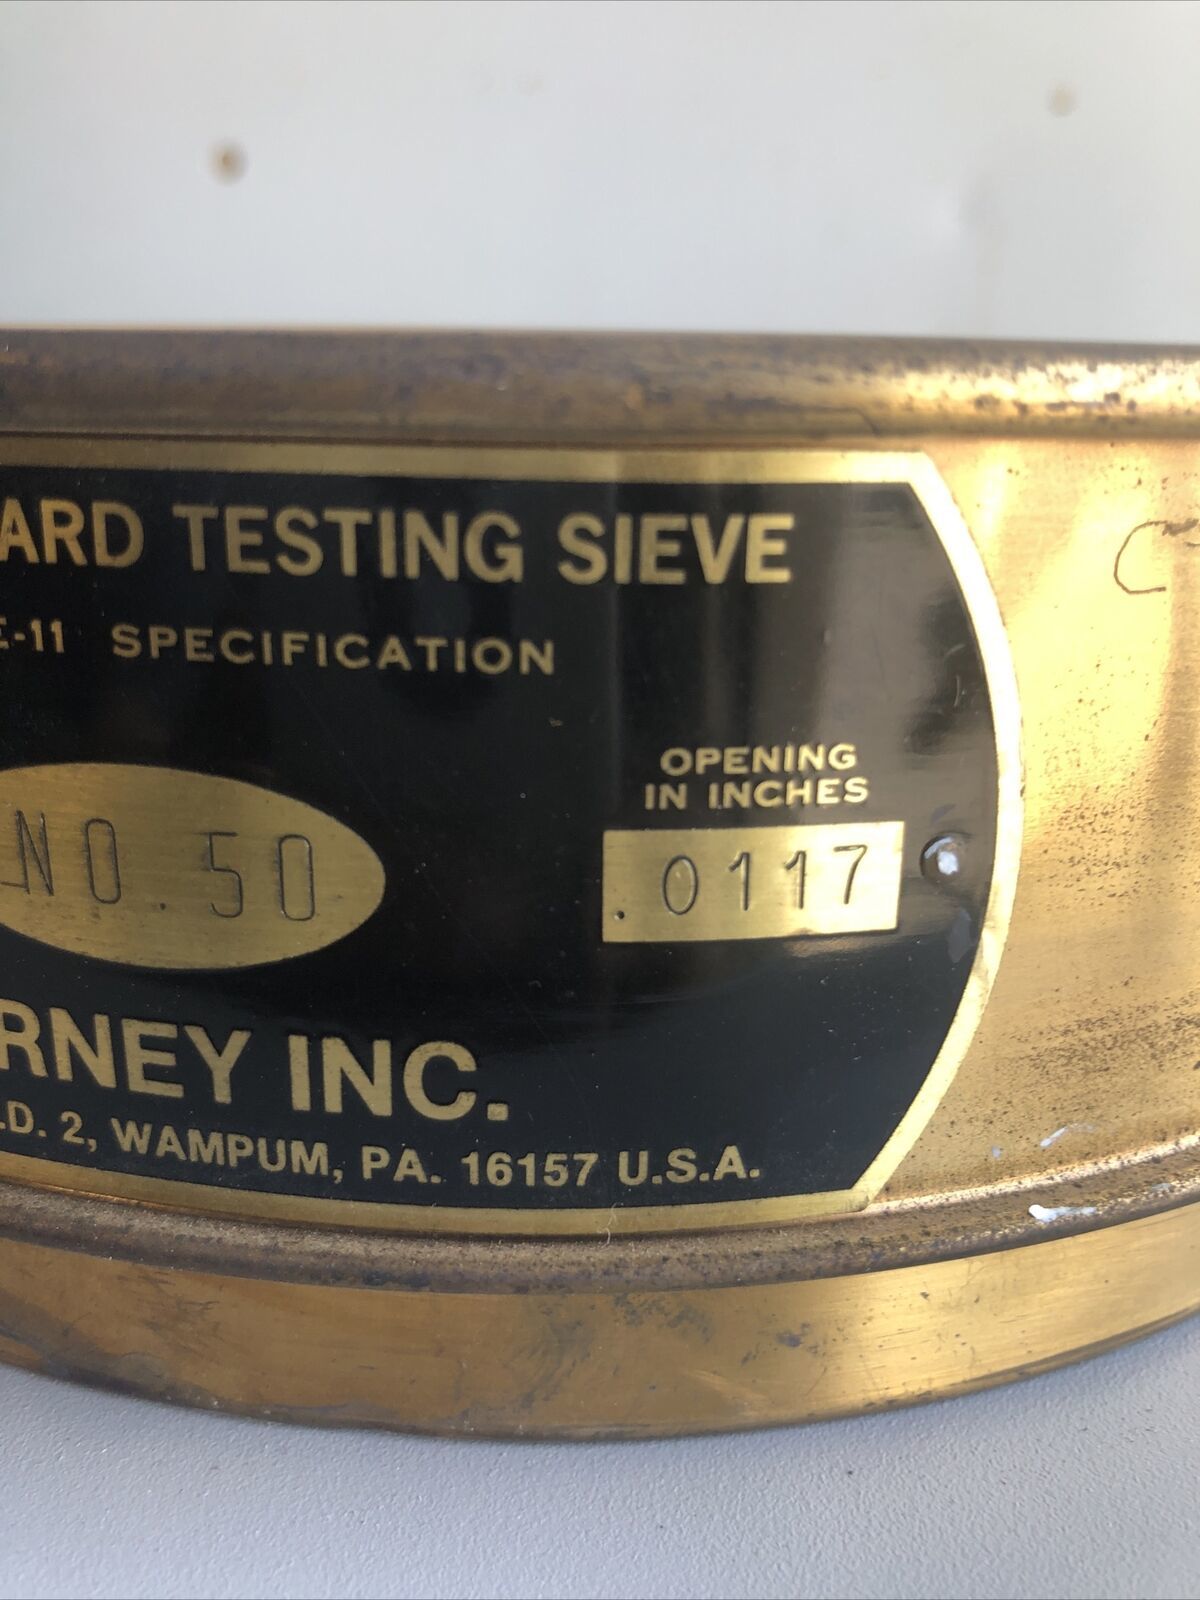 ARD TESTING SIEVE
E-11 SPECIFICATION
OPENING
IN INCHES
NO. 50
.0117
RNEY INC.
.D. 2, WAMPUM, PA. 16157 U.S.A.